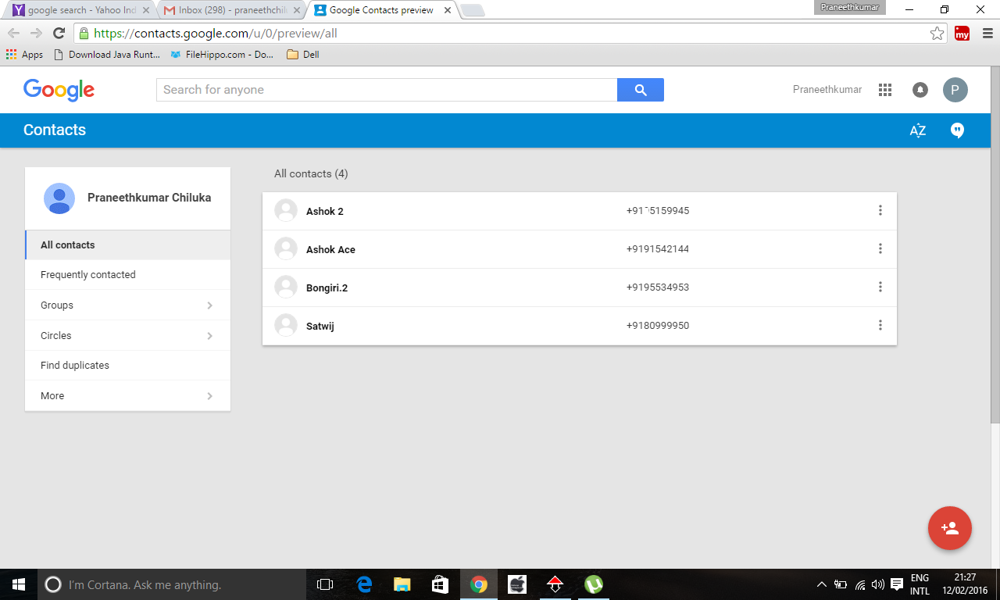 google search - Yahoo Ind
Inbox (298) - praneethchil
Google Contacts preview
Praneethkumar
https://contacts.google.com/u/0/preview/all
my
Apps
Download Java Runt...
FileHippo.com - Do...
Dell
Google
Search for anyone
Praneethkumar
P
Contacts
AZ
All contacts (4)
Praneethkumar Chiluka
Ashok 2 +91 5159945
Ashok Ace +9191542144
Bongiri.2 +9195534953
Satwij +9180999950
All contacts
Frequently contacted
Groups
Circles
Find duplicates
More
I'm Cortana. Ask me anything.
ENG
INTL
21:27
12/02/2016